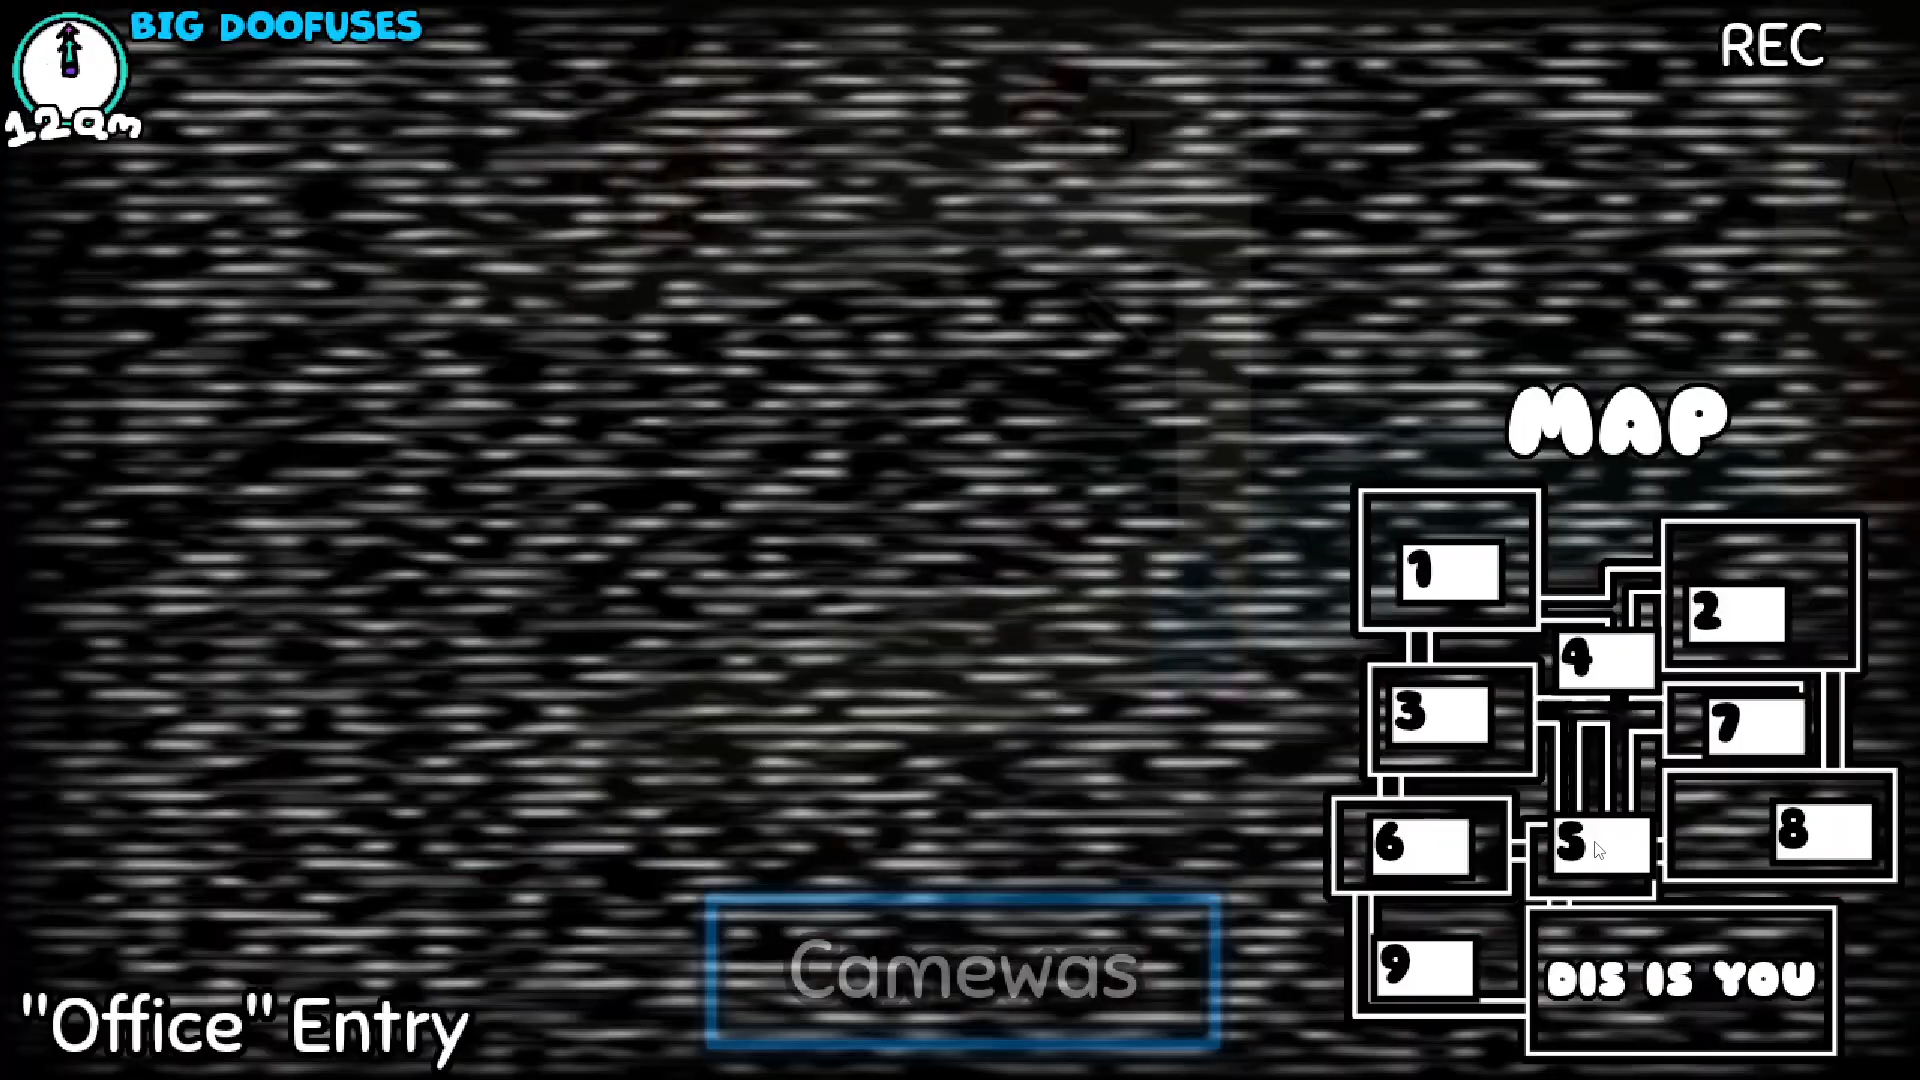 BIG DOOFUSES
REC
12am
MAP
1
2
4
3
7
6
5
8
9
DIS IS YOU
Camewas
"Office" Entry